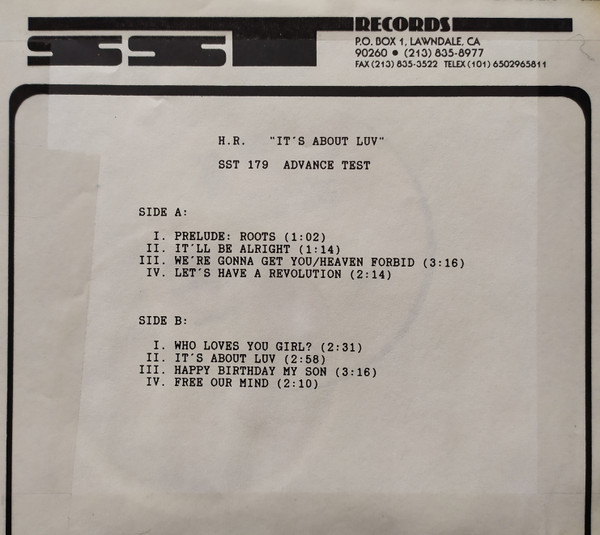 SST RECORDS
P.O. BOX 1, LAWNDALE, CA
90260 • (213) 835-8977
FAX (213) 835-3522 TELEX (101) 6502965811
H.R. "IT'S ABOUT LUV"
SST 179 ADVANCE TEST
SIDE A:
I. PRELUDE: ROOTS (1:02)
II. IT'LL BE ALRIGHT (1:14)
III. WE'RE GONNA GET YOU/HEAVEN FORBID (3:16)
IV. LET'S HAVE A REVOLUTION (2:14)
SIDE B:
I. WHO LOVES YOU GIRL? (2:31)
II. IT'S ABOUT LUV (2:58)
III. HAPPY BIRTHDAY MY SON (3:16)
IV. FREE OUR MIND (2:10)